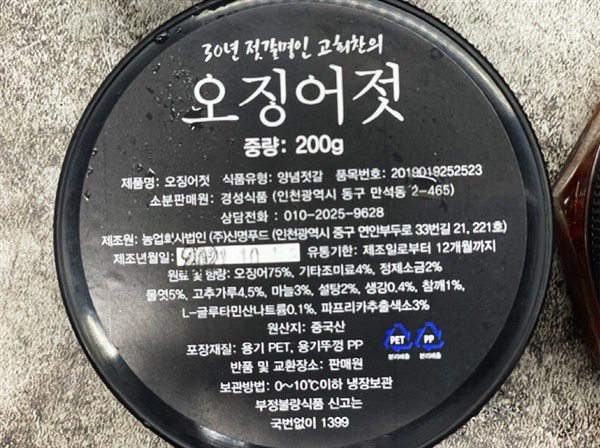 30년 젓갈명인 고희찬의
오징어젓
중량: 200g
제품명: 오징어젓 식품유형: 양념젓갈 품목번호: 2019019252523
소분판매원: 경성식품 (인천광역시 동구 만석동 2-465)
상담전화 : 010-2025-9628
제조원: 농업회사법인 (주)신명푸드 (인천광역시 중구 연안부두로 33번길 21, 221호)
제조년월일: 2021.10 유통기한: 제조일로부터 12개월까지
원료 및 함량: 오징어75%, 기타조미료4%, 정제소금2%
물엿5%, 고추가루4.5%, 마늘3%, 설탕2%, 생강0.4%, 참깨1%,
L-글루타민산나트륨0.1%, 파프리카추출색소3%
원산지: 중국산
포장재질: 용기 PET, 용기뚜껑 PP
PET PP
분리배출 분리배출
반품 및 교환장소: 판매원
보관방법: 0~10℃이하 냉장보관
부정불량식품 신고는
국번없이 1399